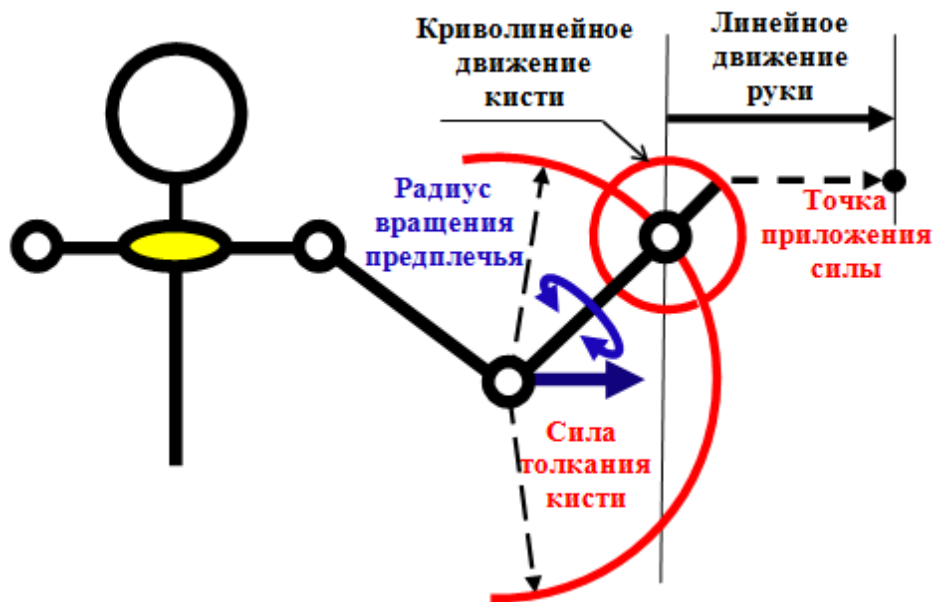 Криволинейное
движение
кисти
Линейное
движение
руки
Радиус
вращения
предплечья
Точка
приложения
силы
Сила
толкания
кисти